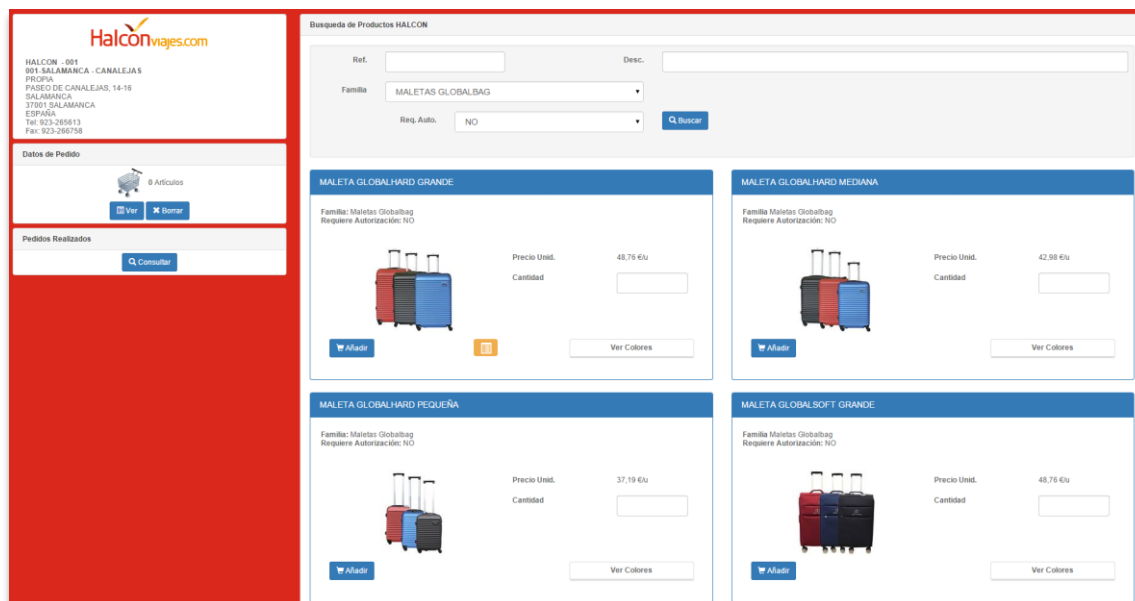 Halcónviajes.com
HALCON - 001
001-SALAMANCA - CANALEJAS
PROPIA
PASEO DE CANALEJAS, 14-16
SALAMANCA
37001 SALAMANCA
ESPAÑA
Tel: 923-265613
Fax: 923-266758
Datos de Pedido
0 Artículos
Ver Borrar
Pedidos Realizados
Consultar
Busqueda de Productos HALCON
Ref. Desc.
Familia MALETAS GLOBALBAG
Req. Auto. NO Buscar
MALETA GLOBALHARD GRANDE
Familia: Maletas Globalbag
Requiere Autorización: NO
Precio Unid. 48,76 €/u
Cantidad
Añadir Ver Colores
MALETA GLOBALHARD MEDIANA
Familia Maletas Globalbag
Requiere Autorización: NO
Precio Unid. 42,98 €/u
Cantidad
Añadir Ver Colores
MALETA GLOBALHARD PEQUEÑA
Familia: Maletas Globalbag
Requiere Autorización: NO
Precio Unid. 37,19 €/u
Cantidad
Añadir Ver Colores
MALETA GLOBALSOFT GRANDE
Familia Maletas Globalbag
Requiere Autorización: NO
Precio Unid. 48,76 €/u
Cantidad
Añadir Ver Colores